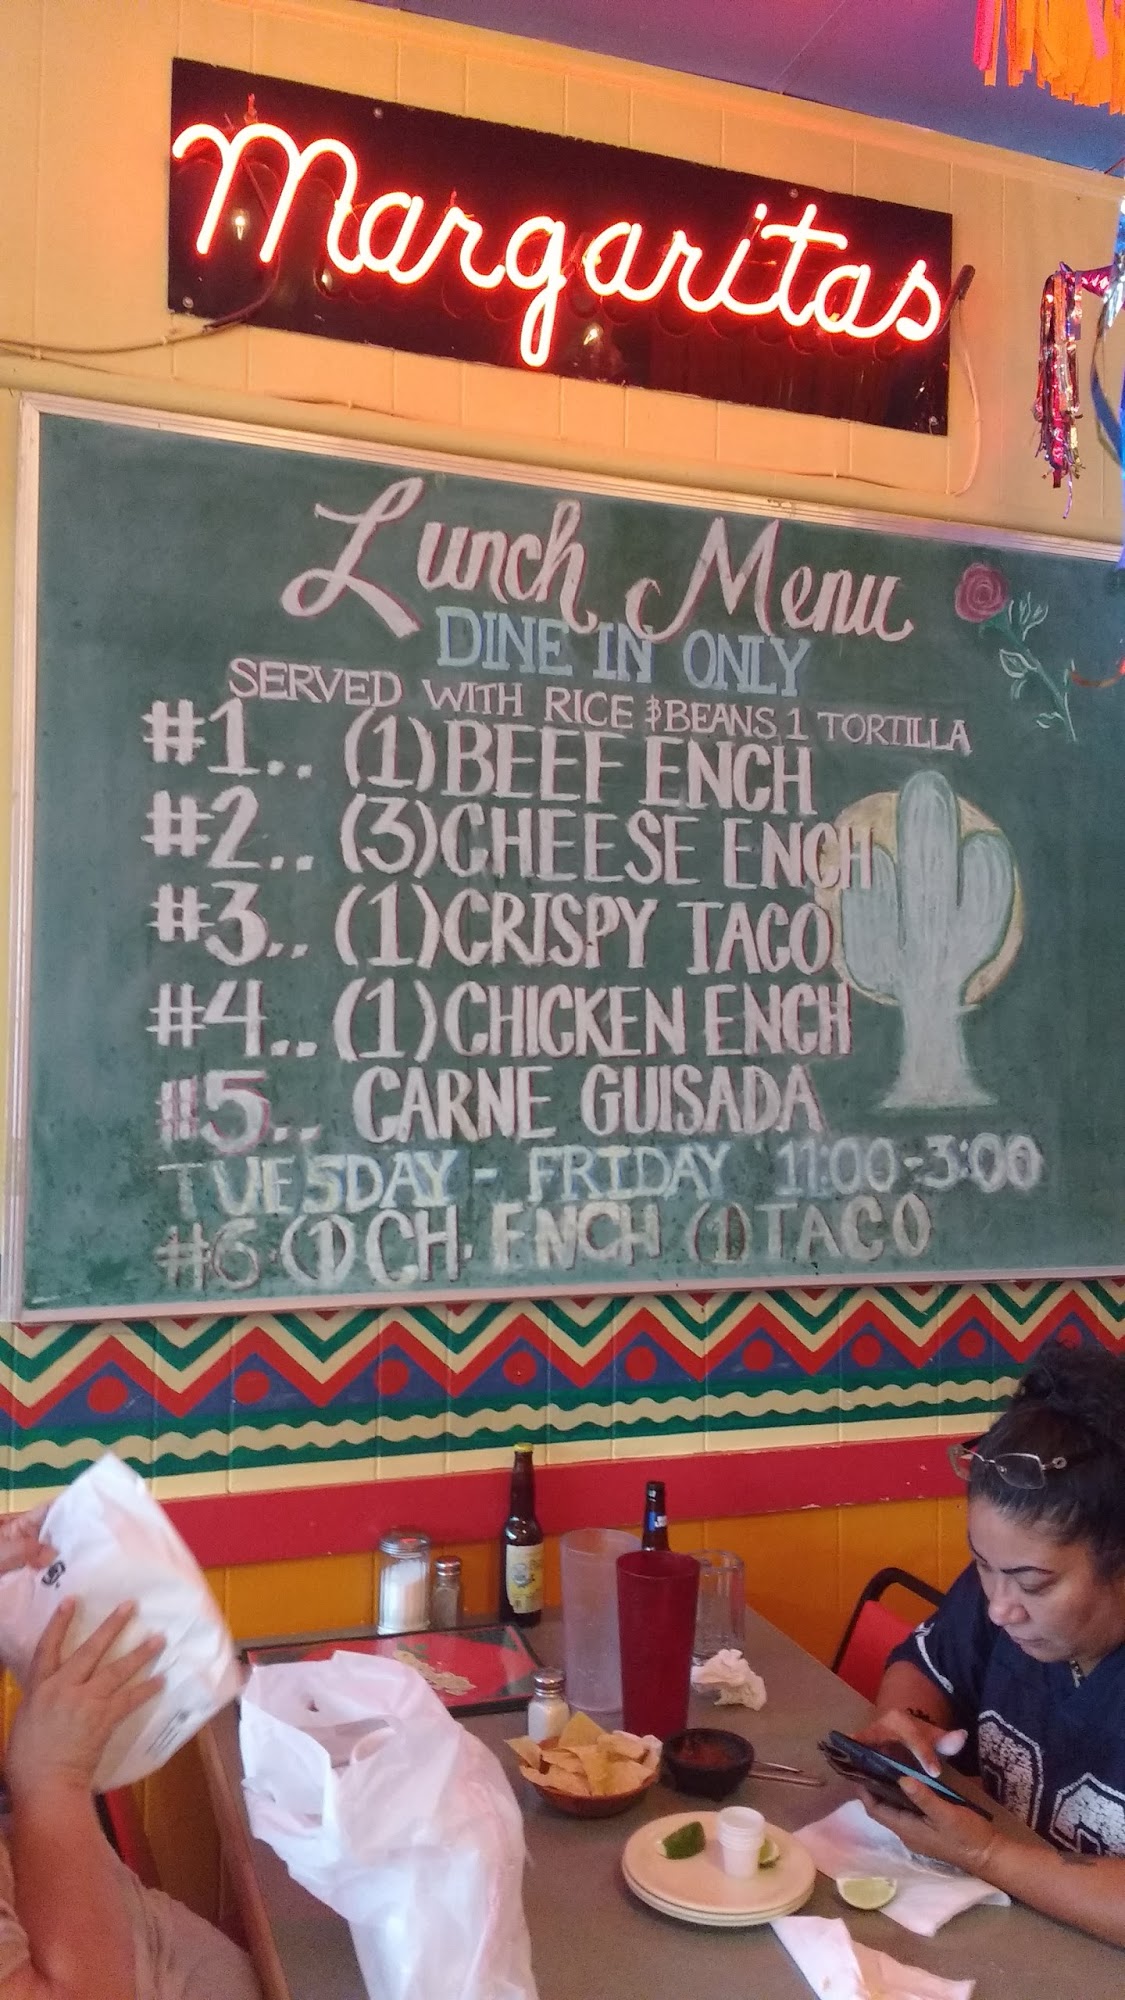 Margaritas
Lunch Menu
DINE IN ONLY
SERVED WITH RICE & BEANS, 1 TORTILLA
#1.. (1) BEEF ENCH
#2.. (3) CHEESE ENCH
#3.. (1) CRISPY TACO
#4.. (1) CHICKEN ENCH
#5.. CARNE GUISADA
TUESDAY - FRIDAY 11:00-3:00
#6 (1) CH. ENCH (1) TACO